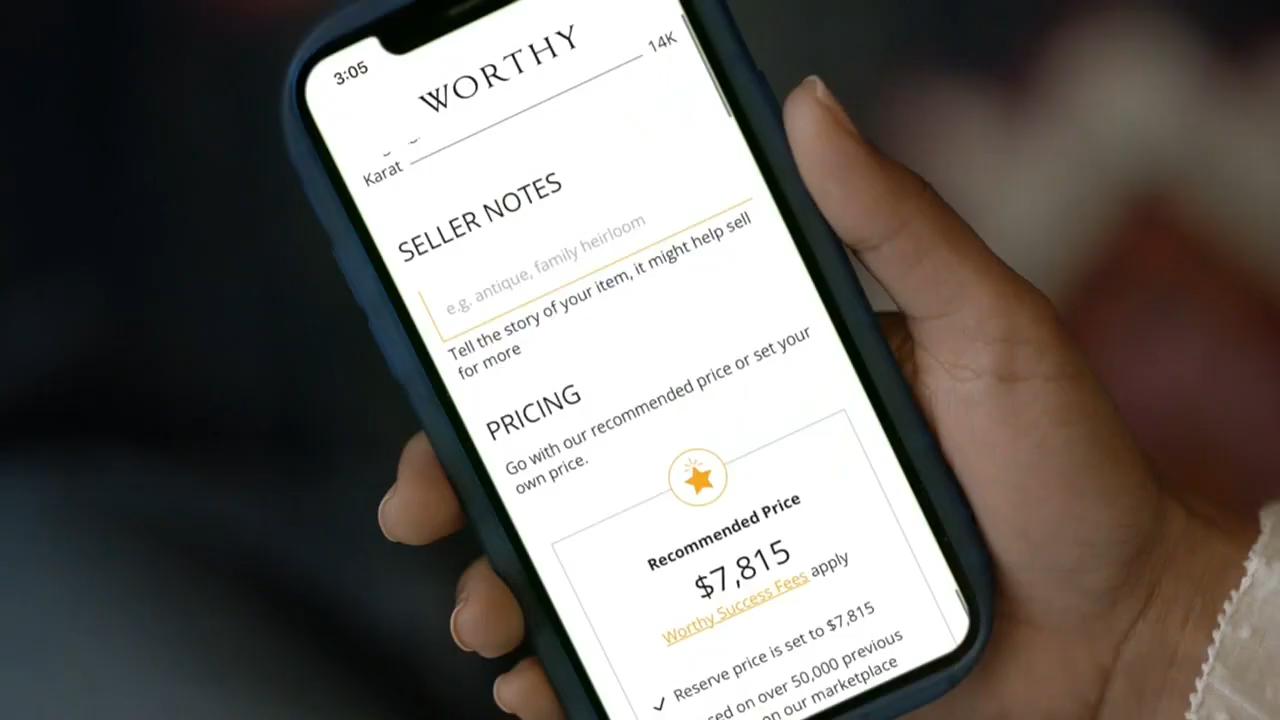 3:05
WORTHY
Karat 14K
SELLER NOTES
e.g. antique, family heirloom
Tell the story of your item, it might help sell
for more
PRICING
Go with our recommended price or set your
own price.
Recommended Price
$7,815
Worthy Success Fees apply
Reserve price is set to $7,815
on over 50,000 previous
on our marketplace